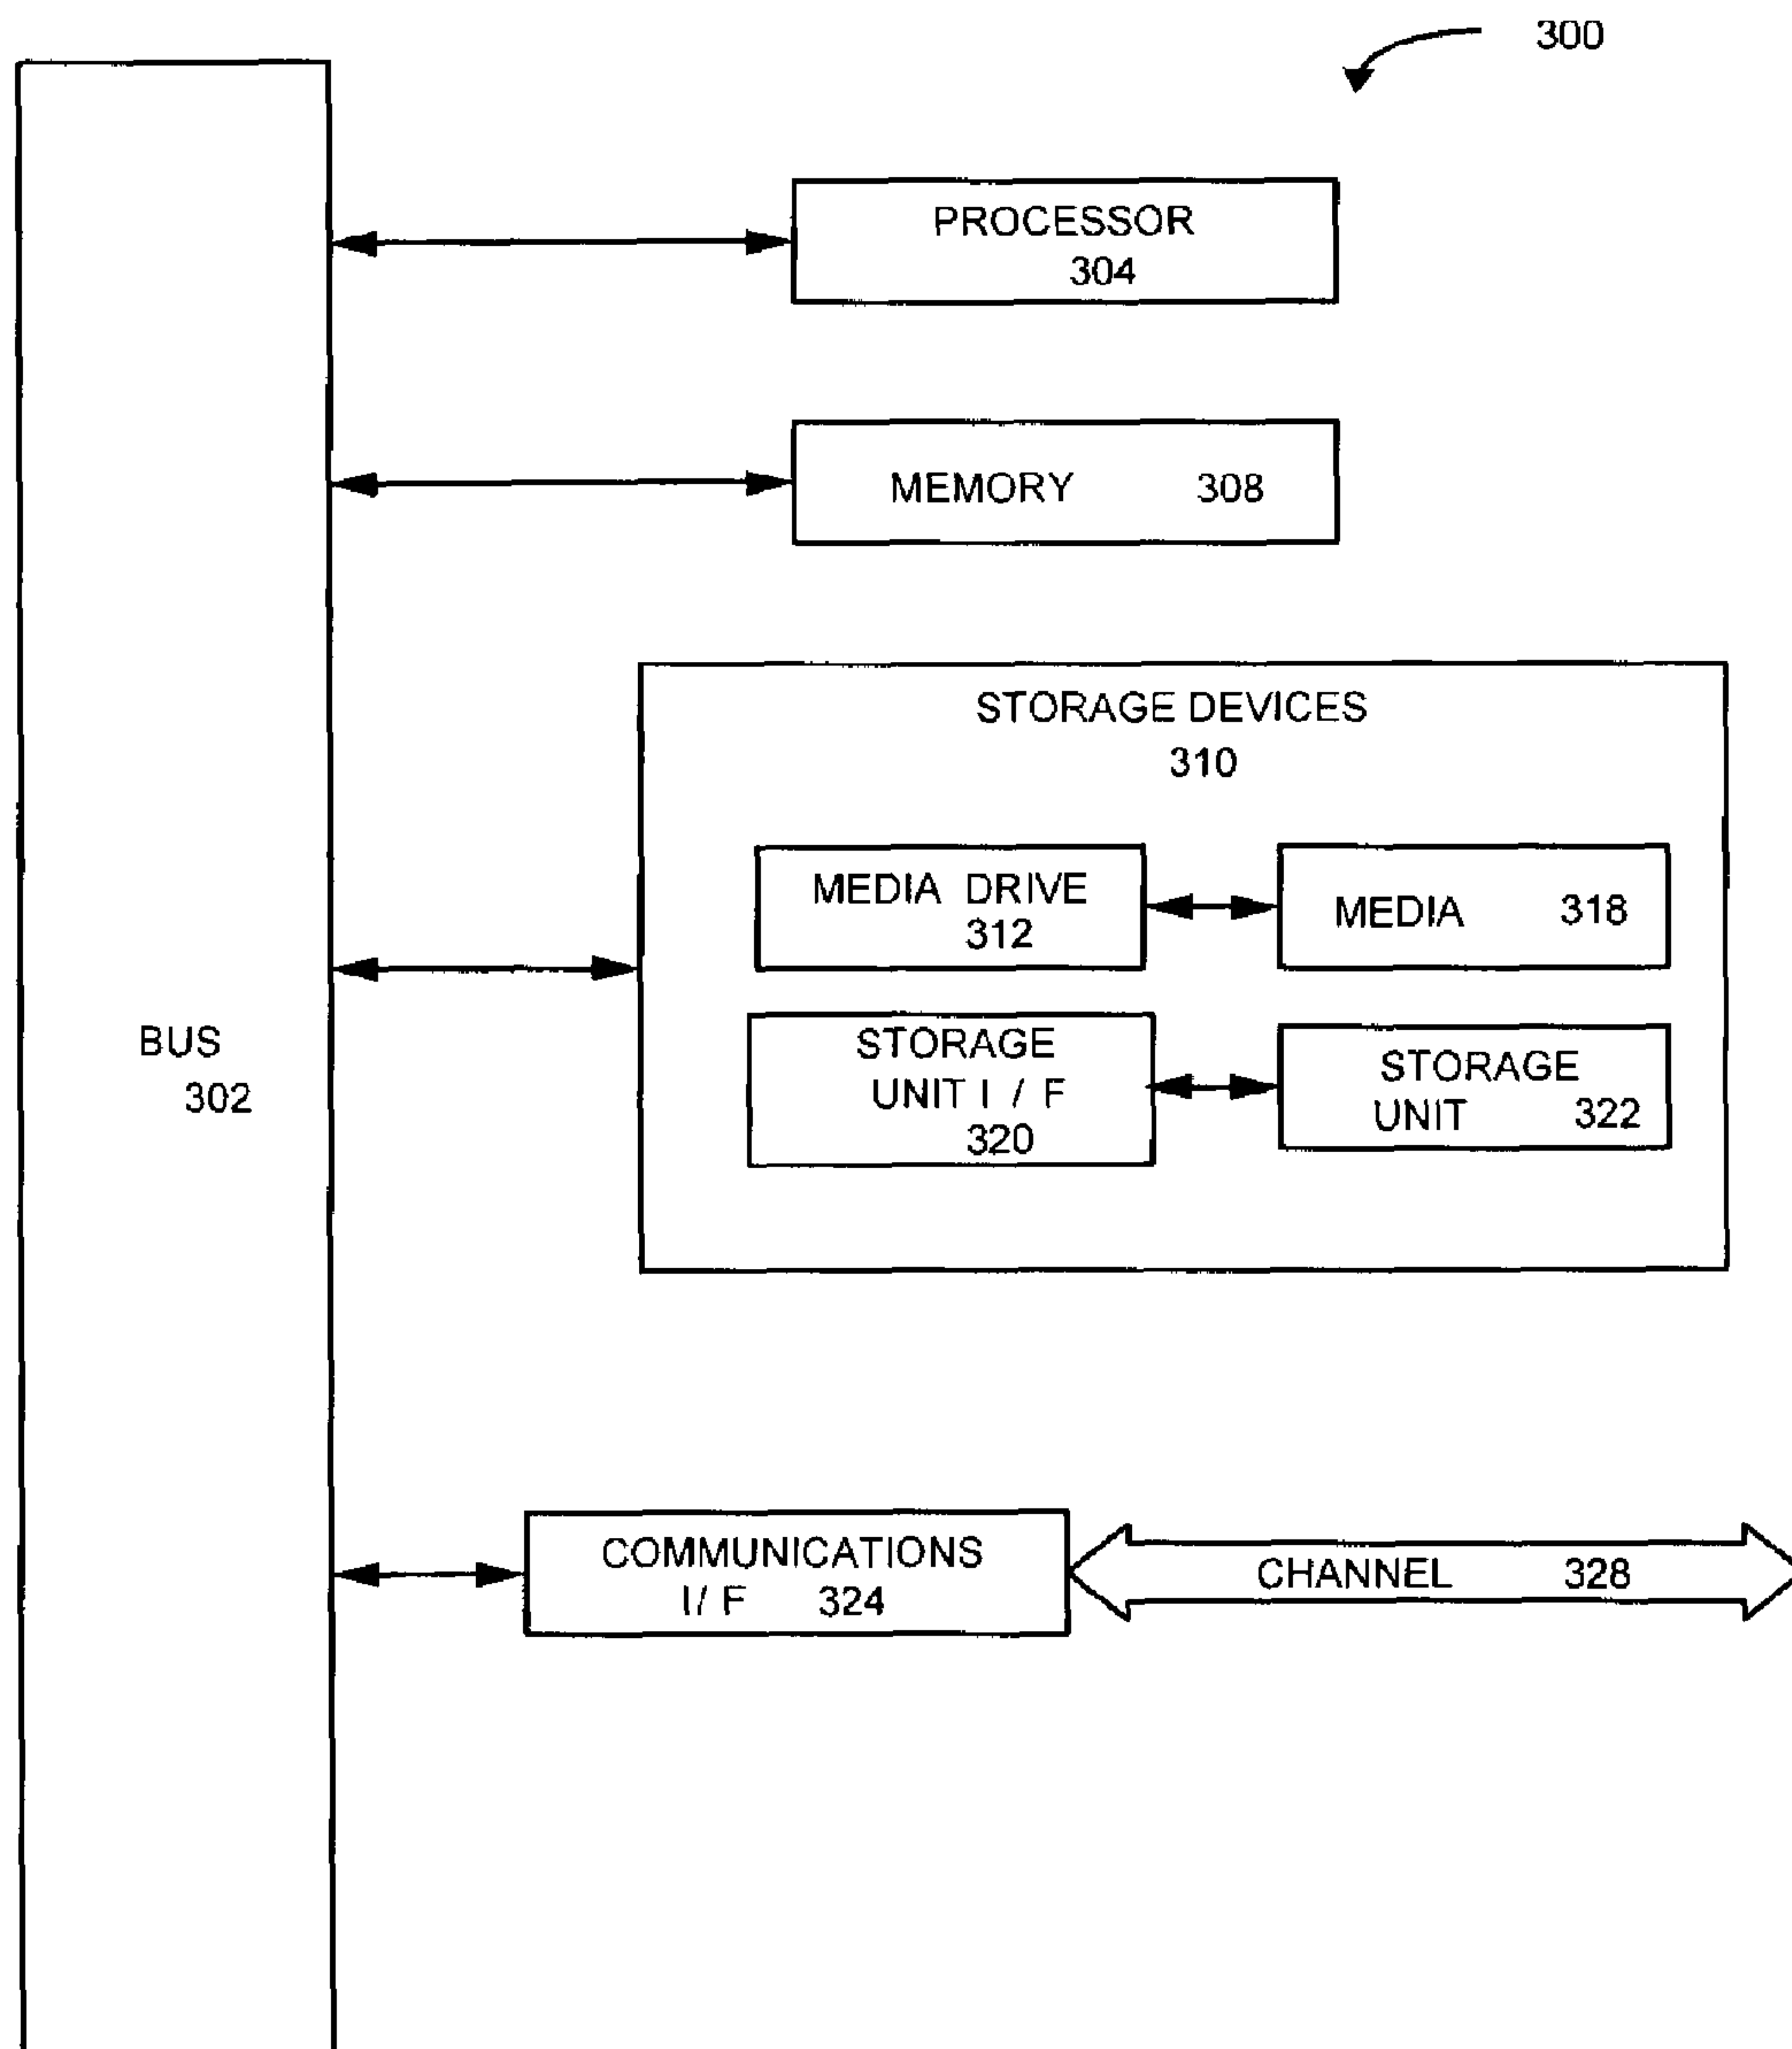 300
PROCESSOR
304
MEMORY 308
STORAGE DEVICES
310
MEDIA DRIVE
312
MEDIA 318
BUS
302
STORAGE
UNIT I / F
320
STORAGE
UNIT 322
COMMUNICATIONS
I/ F 324
CHANNEL 328